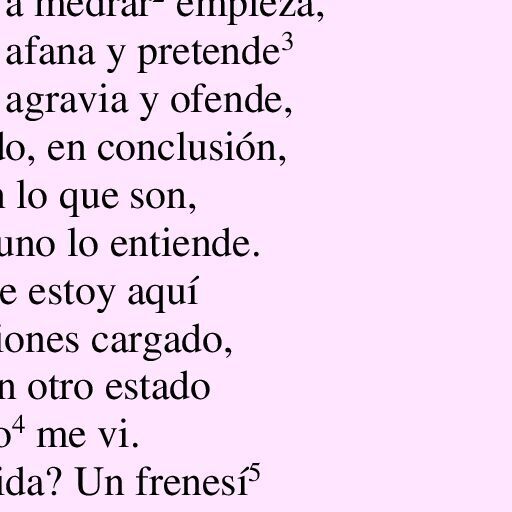 a medrar² empieza,
afana y pretende³
agravia y ofende,
do, en conclusión,
n lo que son,
uno lo entiende.
e estoy aquí
iones cargado,
n otro estado
o⁴ me vi.
ida? Un frenesí⁵